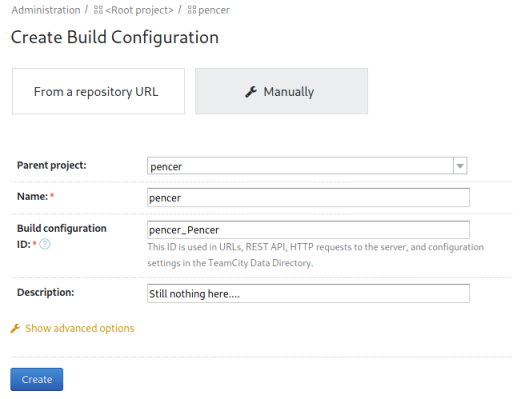 Administration / <Root project> / pencer
Create Build Configuration
From a repository URL
Manually
Parent project:
pencer
Name: *
pencer
Build configuration
ID: * ?
pencer_Pencer
This ID is used in URLs, REST API, HTTP requests to the server, and configuration
settings in the TeamCity Data Directory.
Description:
Still nothing here....
Show advanced options
Create